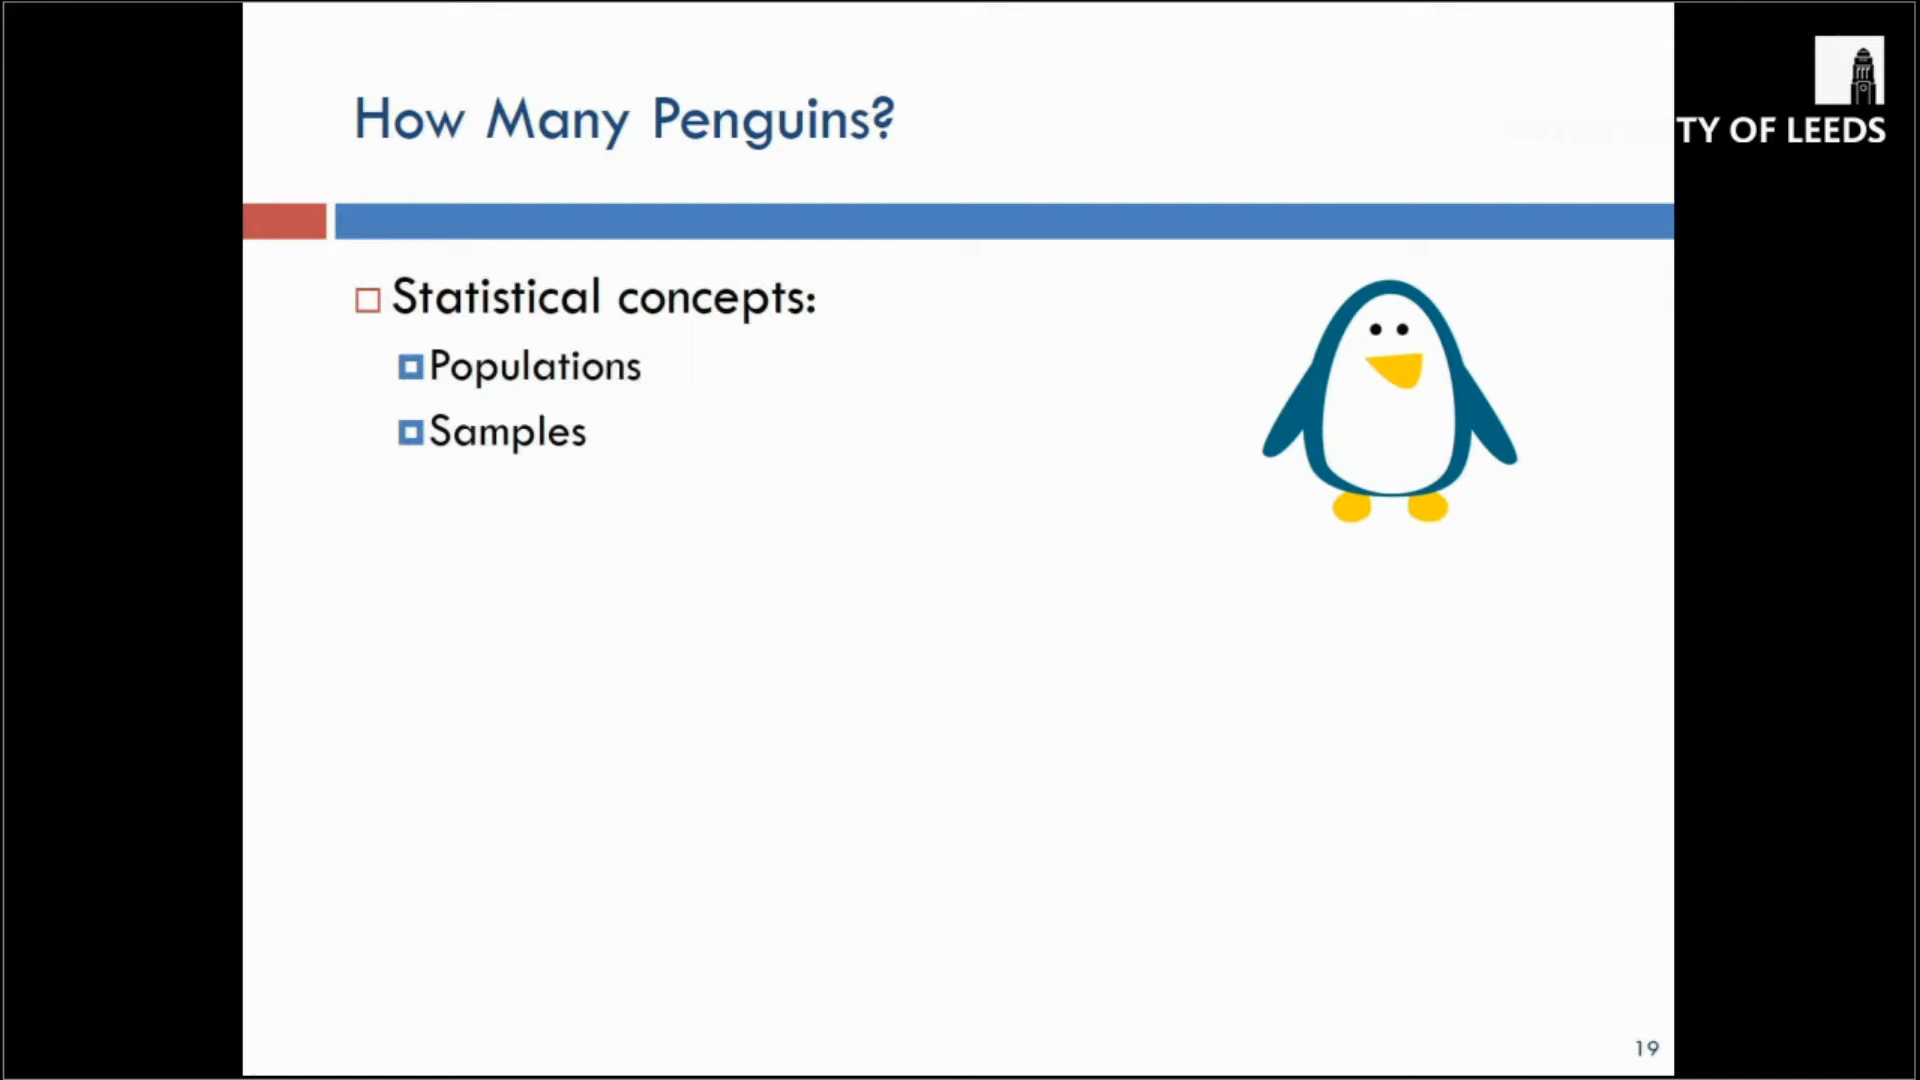 How Many Penguins?
TY OF LEEDS
Statistical concepts:
Populations
Samples
19